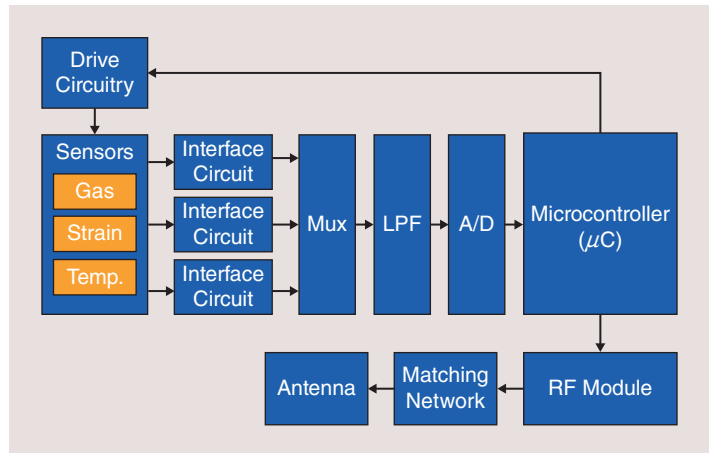 Drive
Circuitry
Sensors
Gas
Strain
Temp.
Interface
Circuit
Interface
Circuit
Interface
Circuit
Mux
LPF
A/D
Microcontroller
(μC)
Antenna
Matching
Network
RF Module